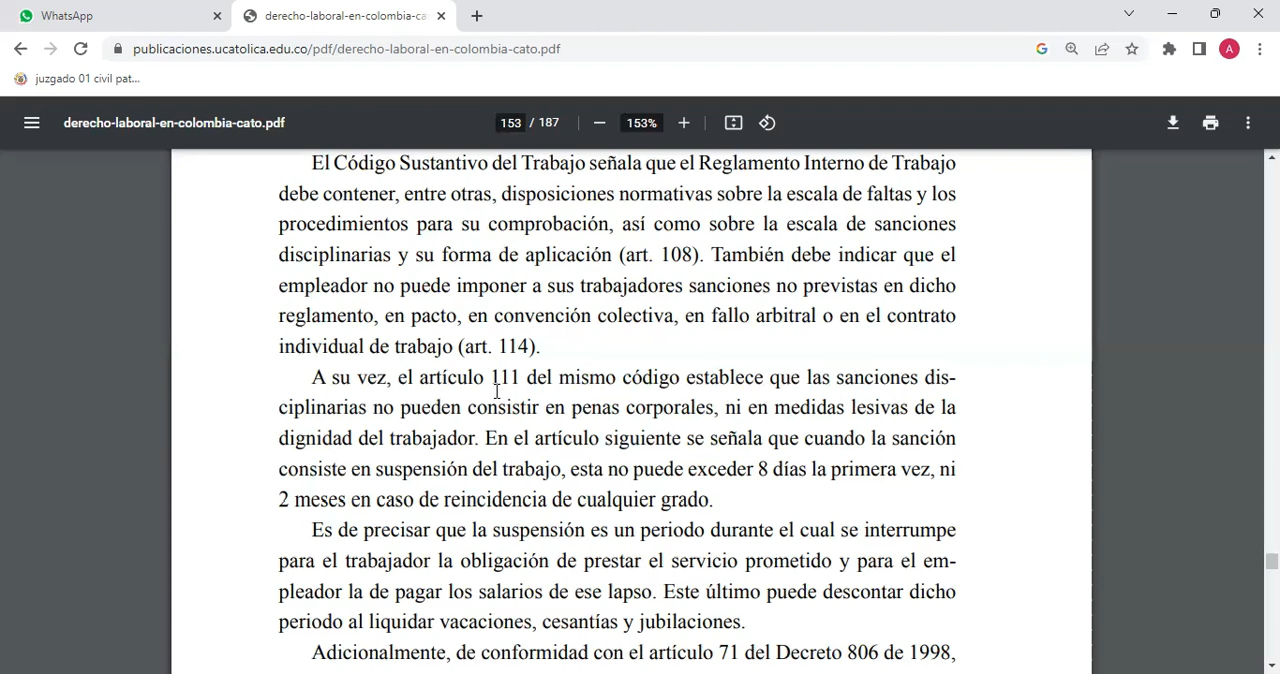 WhatsApp
derecho-laboral-en-colombia-ca
publicaciones.ucatolica.edu.co/pdf/derecho-laboral-en-colombia-cato.pdf
A
juzgado 01 civil pat...
derecho-laboral-en-colombia-cato.pdf
153 / 187
153%
El Código Sustantivo del Trabajo señala que el Reglamento Interno de Trabajo
debe contener, entre otras, disposiciones normativas sobre la escala de faltas y los
procedimientos para su comprobación, así como sobre la escala de sanciones
disciplinarias y su forma de aplicación (art. 108). También debe indicar que el
empleador no puede imponer a sus trabajadores sanciones no previstas en dicho
reglamento, en pacto, en convención colectiva, en fallo arbitral o en el contrato
individual de trabajo (art. 114).
A su vez, el artículo 111 del mismo código establece que las sanciones dis-
ciplinarias no pueden consistir en penas corporales, ni en medidas lesivas de la
dignidad del trabajador. En el artículo siguiente se señala que cuando la sanción
consiste en suspensión del trabajo, esta no puede exceder 8 días la primera vez, ni
2 meses en caso de reincidencia de cualquier grado.
Es de precisar que la suspensión es un periodo durante el cual se interrumpe
para el trabajador la obligación de prestar el servicio prometido y para el em-
pleador la de pagar los salarios de ese lapso. Este último puede descontar dicho
periodo al liquidar vacaciones, cesantías y jubilaciones.
Adicionalmente, de conformidad con el artículo 71 del Decreto 806 de 1998,